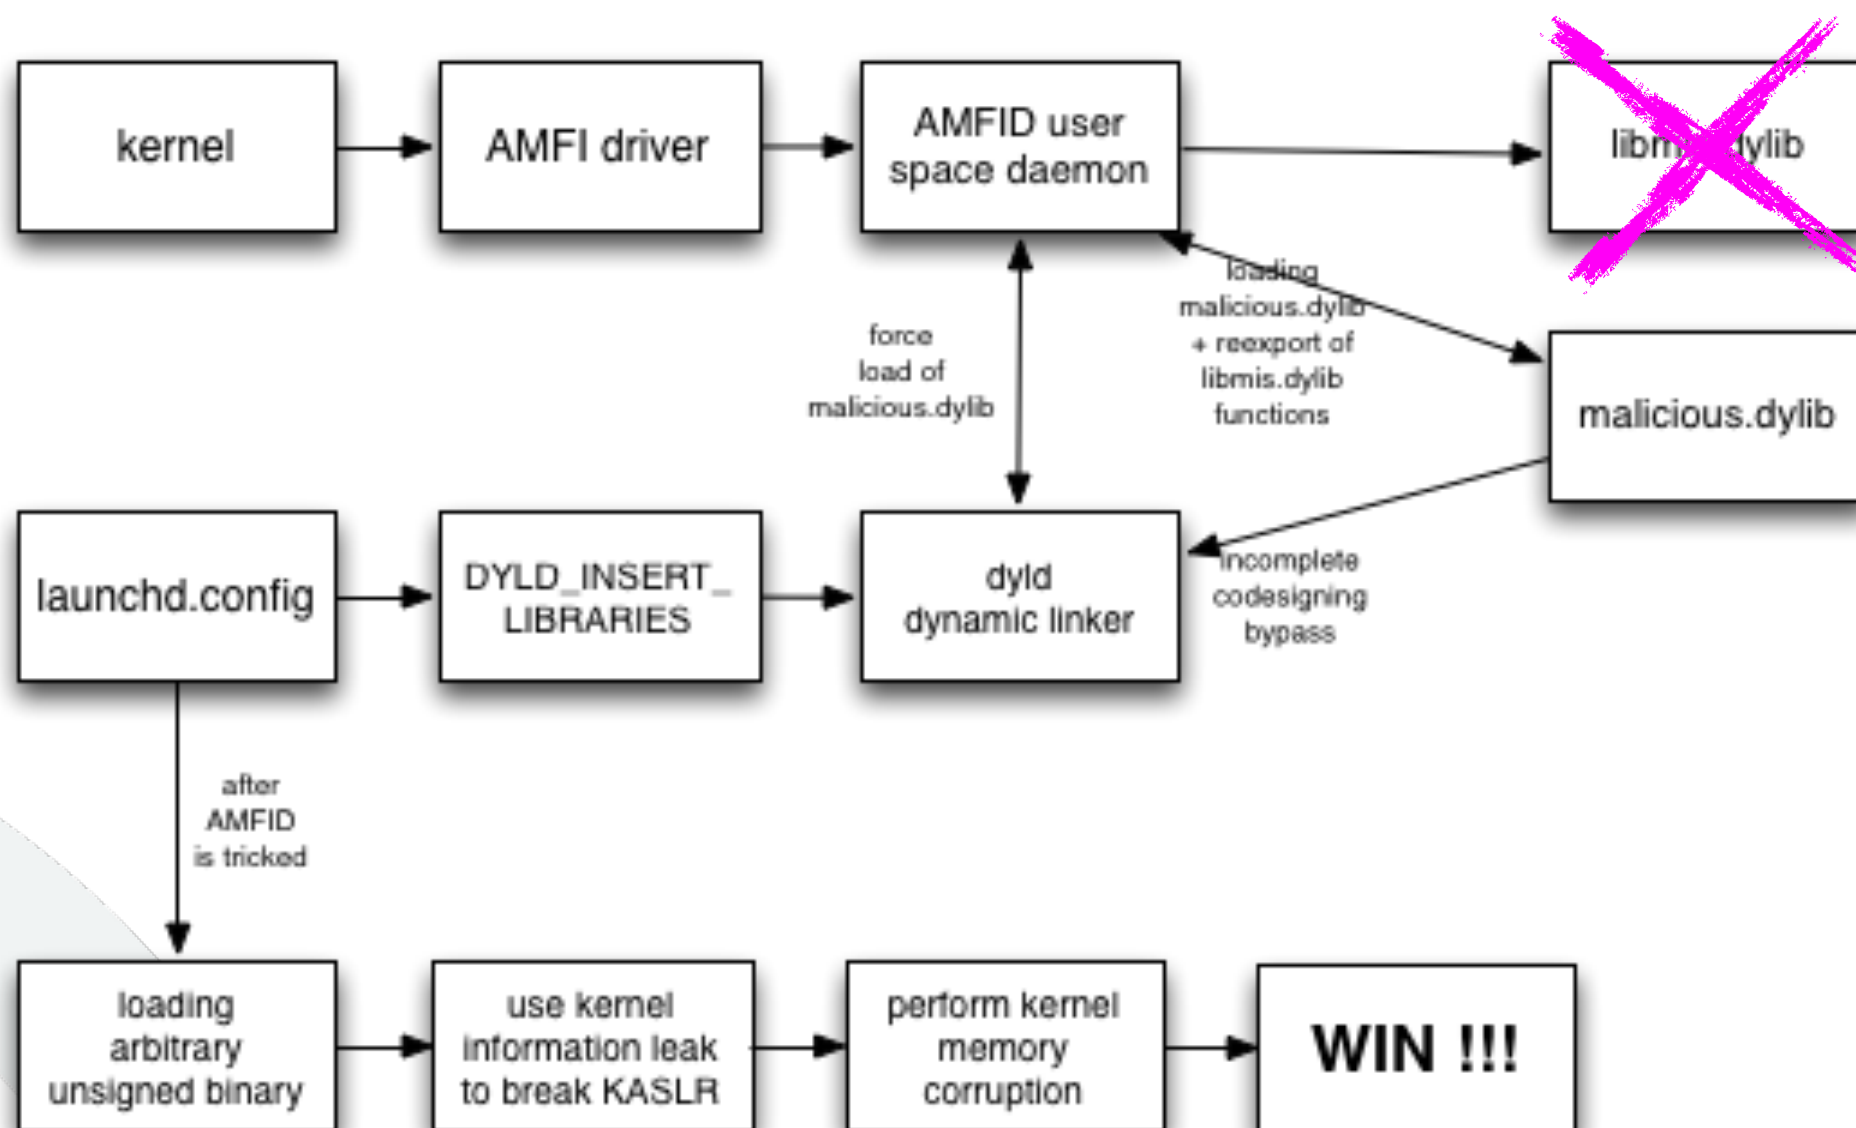 kernel
AMFI driver
AMFID user
space daemon
dylib
loading
malicious.dylib
+ reexport of
libmis.dylib
functions
force
load of
malicious.dylib
malicious.dylib
launchd.config
DYLD_INSERT_
LIBRARIES
dyld
dynamic linker
incomplete
codesigning
bypass
after
AMFID
is tricked
loading
arbitrary
unsigned binary
use kernel
information leak
to break KASLR
perform kernel
memory
corruption
WIN !!!